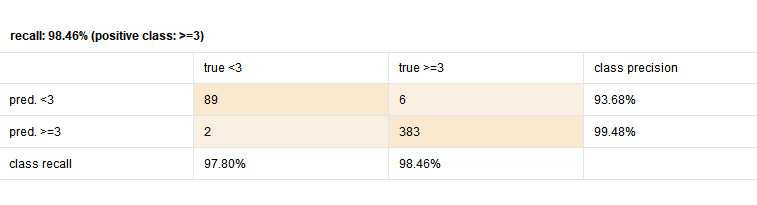 recall: 98.46% (positive class: >=3)
true <3 true >=3 class precision
pred. <3 89 6 93.68%
pred. >=3 2 383 99.48%
class recall 97.80% 98.46%